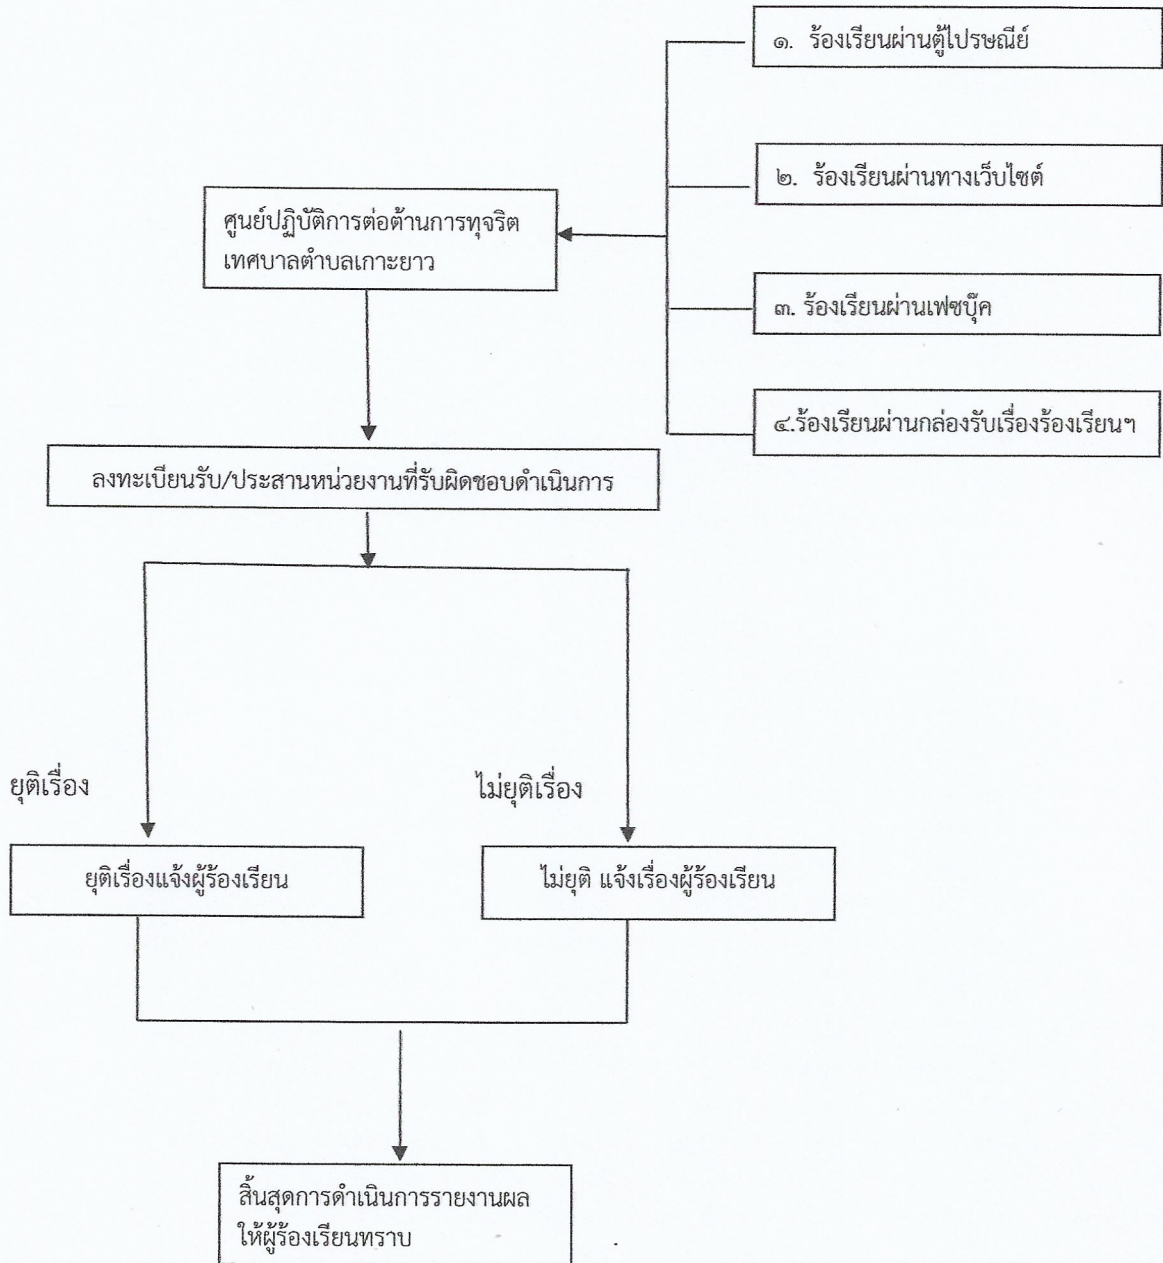 ๑. ร้องเรียนผ่านตู้ไปรษณีย์
๒. ร้องเรียนผ่านทางเว็บไซต์
ศูนย์ปฏิบัติการต่อต้านการทุจริต
เทศบาลตำบลเกาะยาว
๓. ร้องเรียนผ่านเฟซบุ๊ค
๔.ร้องเรียนผ่านกล่องรับเรื่องร้องเรียนฯ
ลงทะเบียนรับ/ประสานหน่วยงานที่รับผิดชอบดำเนินการ
ยุติเรื่อง
ไม่ยุติเรื่อง
ยุติเรื่องแจ้งผู้ร้องเรียน
ไม่ยุติ แจ้งเรื่องผู้ร้องเรียน
สิ้นสุดการดำเนินการรายงานผล
ให้ผู้ร้องเรียนทราบ